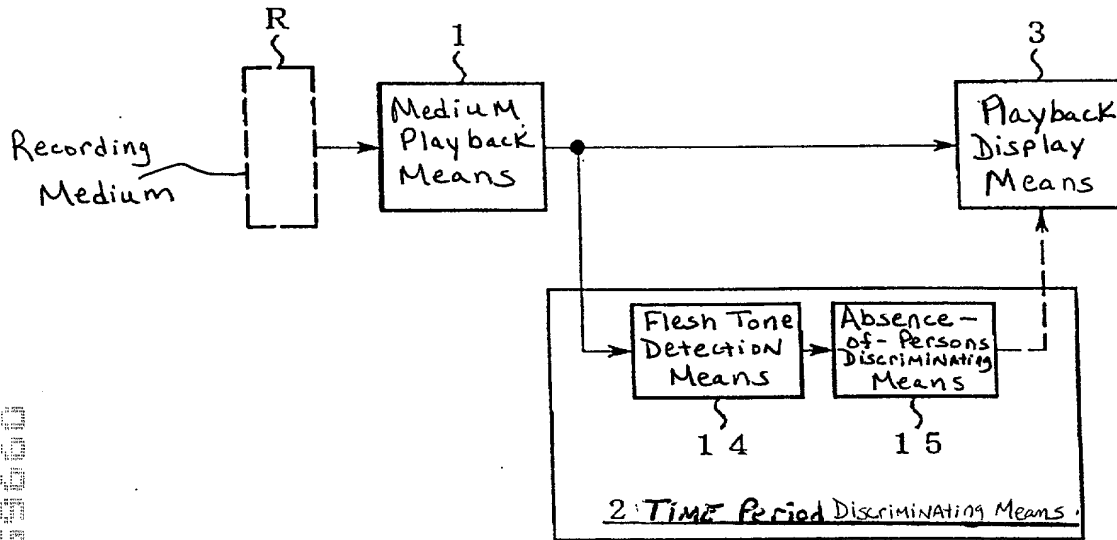 R
1
3
Recording
Medium
Medium
Playback
Means
Playback
Display
Means
Flesh Tone
Detection
Means
Absence-
of-Persons
Discriminating
Means
14
15
2: Time Period Discriminating Means